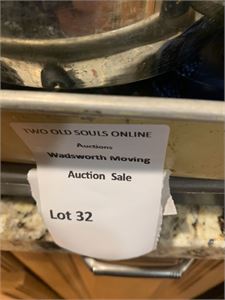 TWO OLD SOULS ONLINE
Auctions
Wadsworth Moving
Auction Sale
Lot 32